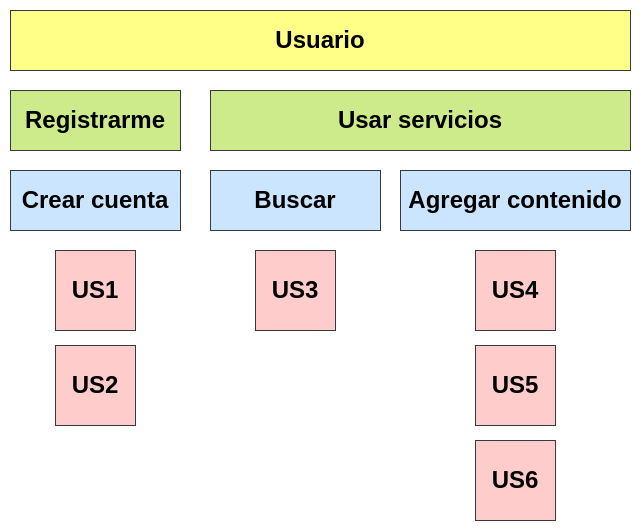 Usuario
Registrarme
Usar servicios
Crear cuenta
Buscar
Agregar contenido
US1
US3
US4
US2
US5
US6